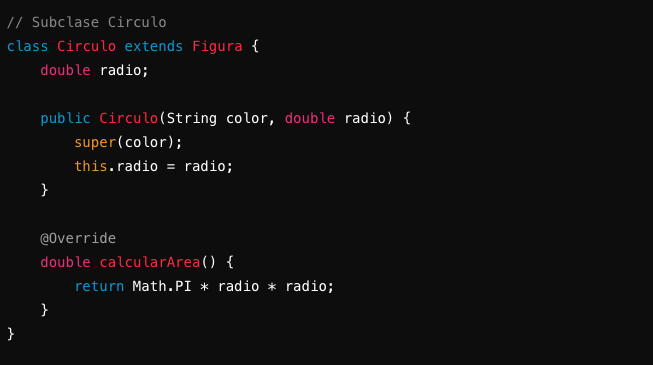 // Subclase Circulo
class Circulo extends Figura {
    double radio;

    public Circulo(String color, double radio) {
        super(color);
        this.radio = radio;
    }

    @Override
    double calcularArea() {
        return Math.PI * radio * radio;
    }
}